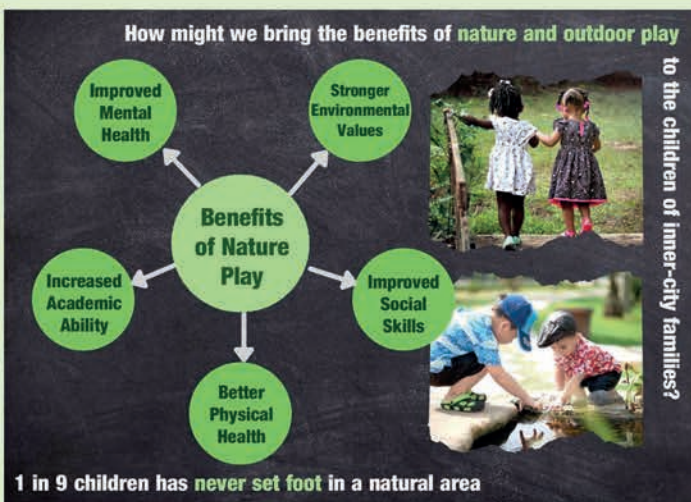 How might we bring the benefits of nature and outdoor play
to the children of inner-city families?
Improved
Mental
Health
Stronger
Environmental
Values
Benefits
of Nature
Play
Increased
Academic
Ability
Improved
Social
Skills
Better
Physical
Health
1 in 9 children has never set foot in a natural area